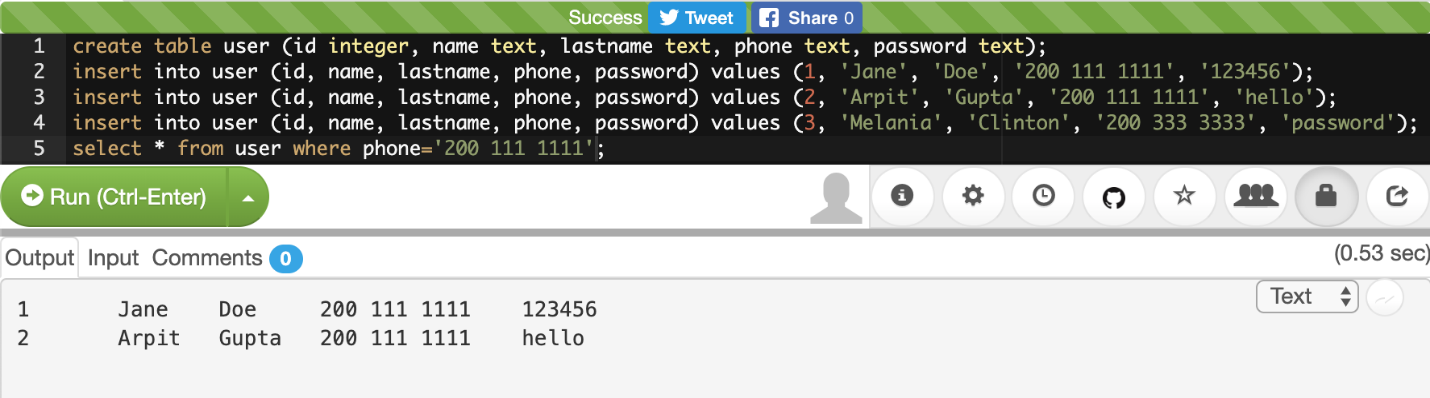 Success Tweet Share 0
1 create table user (id integer, name text, lastname text, phone text, password text);
2 insert into user (id, name, lastname, phone, password) values (1, 'Jane', 'Doe', '200 111 1111', '123456');
3 insert into user (id, name, lastname, phone, password) values (2, 'Arpit', 'Gupta', '200 111 1111', 'hello');
4 insert into user (id, name, lastname, phone, password) values (3, 'Melania', 'Clinton', '200 333 3333', 'password');
5 select * from user where phone='200 111 1111';
Run (Ctrl-Enter)
Output Input Comments 0 (0.53 sec)
Text
1 Jane Doe 200 111 1111 123456
2 Arpit Gupta 200 111 1111 hello